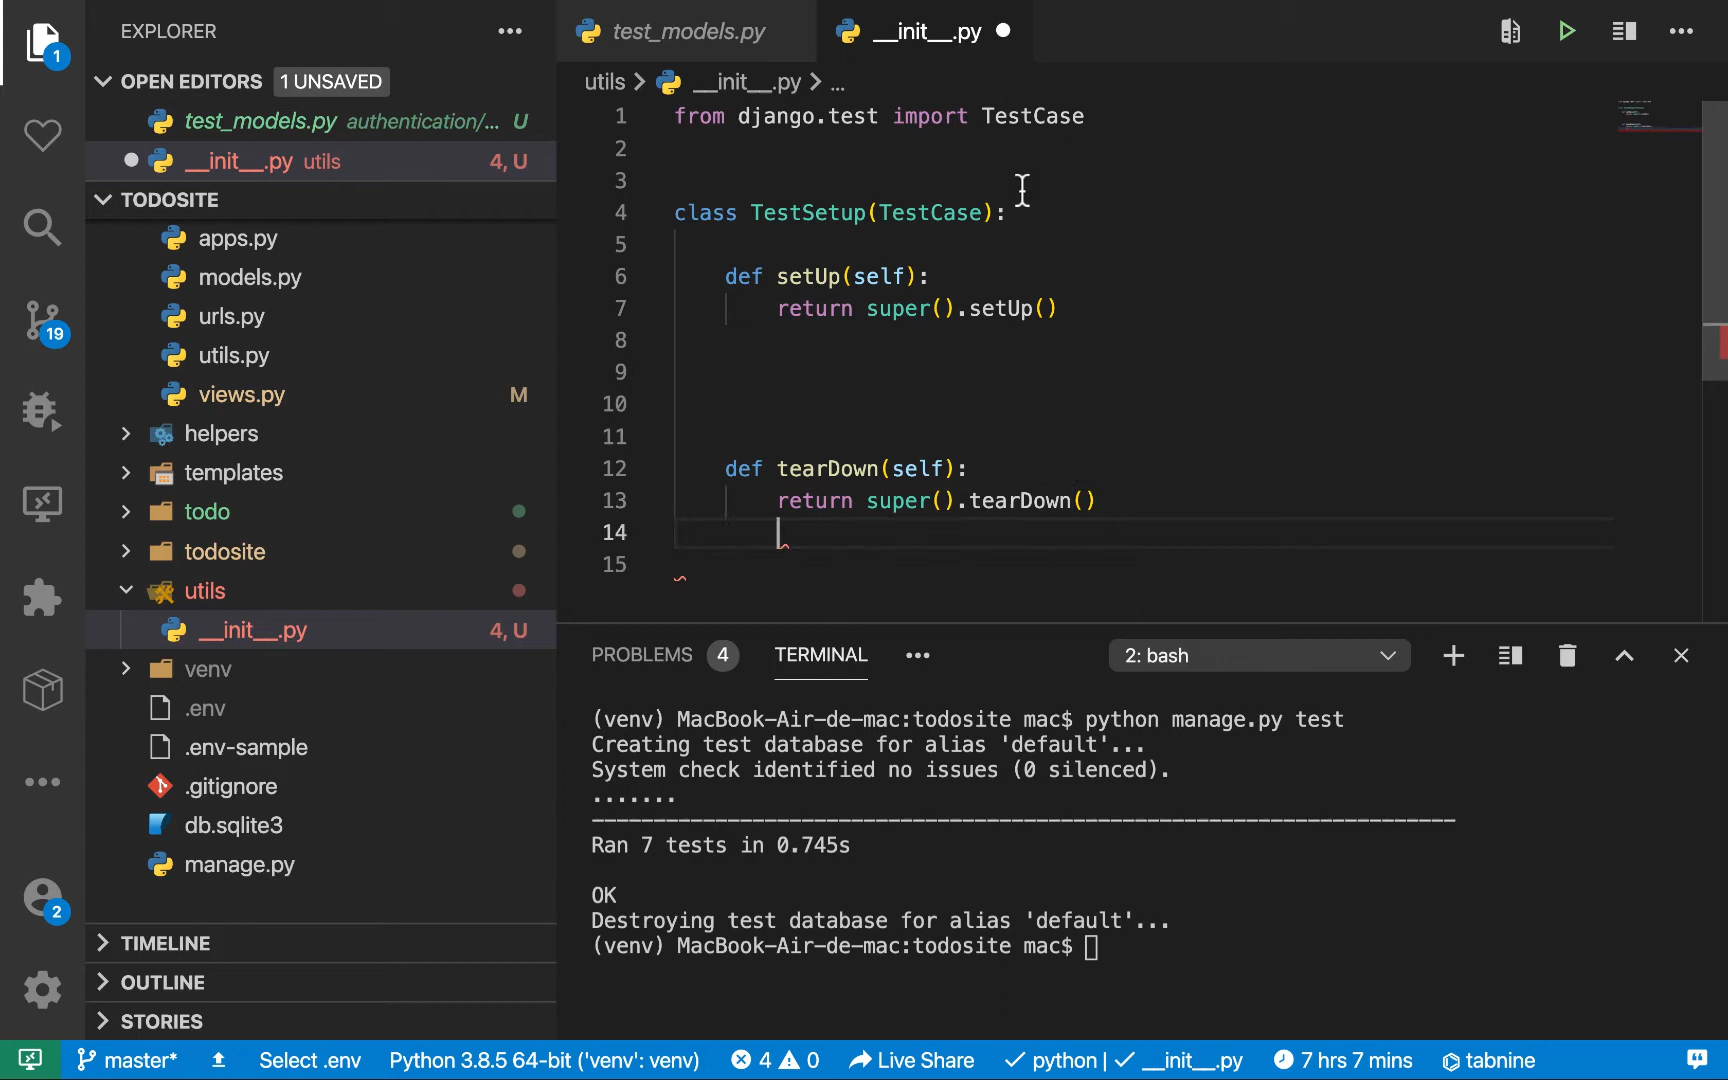 EXPLORER
1
OPEN EDITORS 1 UNSAVED
test_models.py authentication/... U
__init__.py utils 4, U
TODOSITE
apps.py
models.py
urls.py
utils.py
views.py M
helpers
templates
todo
todosite
utils
__init__.py 4, U
venv
.env
.env-sample
.gitignore
db.sqlite3
manage.py
TIMELINE
OUTLINE
STORIES
19
2
test_models.py
__init__.py
utils > __init__.py > ...
1 from django.test import TestCase
2
3
4 class TestSetup(TestCase):
5
6 def setUp(self):
7 return super().setUp()
8
9
10
11
12 def tearDown(self):
13 return super().tearDown()
14
15
PROBLEMS 4 TERMINAL ... 2: bash
(venv) MacBook-Air-de-mac:todosite mac$ python manage.py test
Creating test database for alias 'default'...
System check identified no issues (0 silenced).
.......
----------------------------------------------------------------------
Ran 7 tests in 0.745s
OK
Destroying test database for alias 'default'...
(venv) MacBook-Air-de-mac:todosite mac$
master* Select .env Python 3.8.5 64-bit ('venv': venv) 4 0 Live Share ✓ python | ✓ __init__.py 7 hrs 7 mins tabnine